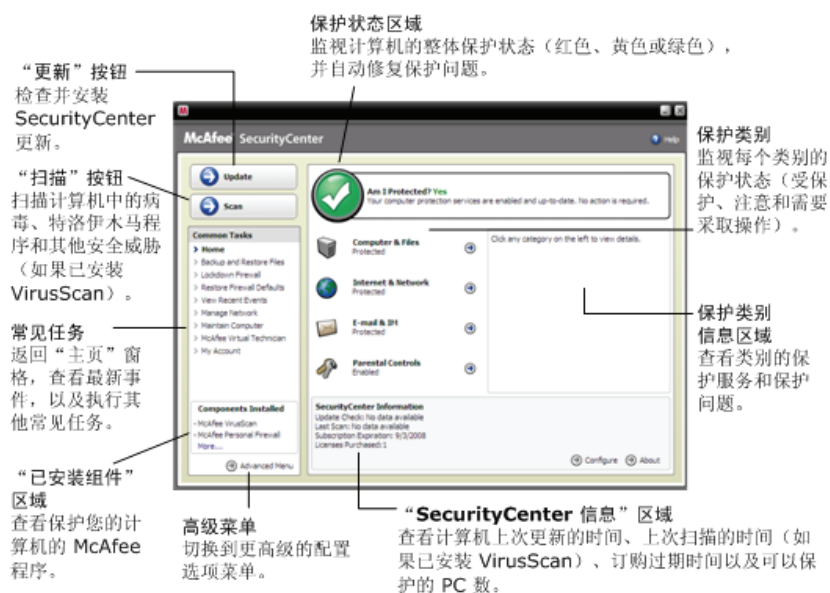 保护状态区域
监视计算机的整体保护状态（红色、黄色或绿色），
并自动修复保护问题。
“更新”按钮
检查并安装
SecurityCenter
更新。
“扫描”按钮
扫描计算机中的病
毒、特洛伊木马程
序和其他安全威胁
（如果已安装
VirusScan）。
常见任务
返回“主页”窗
格，查看最新事
件，以及执行其
他常见任务。
“已安装组件”
区域
查看保护您的计
算机的 McAfee
程序。
McAfee SecurityCenter
Help
Update
Scan
Common Tasks
Home
Backup and Restore Files
Lockdown Firewall
Restore Firewall Defaults
View Recent Events
Manage Network
Maintain Computer
McAfee Virtual Technician
My Account
Components Installed
- McAfee VirusScan
- McAfee Personal Firewall
More...
Advanced Menu
Am I Protected? Yes
Your computer protection services are enabled and up-to-date. No action is required.
Computer & Files
Protected
Internet & Network
Protected
E-mail & IM
Protected
Parental Controls
Enabled
Click any category on the left to view details.
SecurityCenter Information
Update Check: No data available
Last Scan: No data available
Subscription Expiration: 9/3/2008
Licenses Purchased: 1
Configure
About
保护类别
监视每个类别的
保护状态（受保
护、注意和需要
采取操作）。
保护类别
信息区域
查看类别的保
护服务和保护
问题。
高级菜单
切换到更高级的配置
选项菜单。
“SecurityCenter 信息”区域
查看计算机上次更新的时间、上次扫描的时间（如
果已安装 VirusScan）、订购过期时间以及可以保
护的 PC 数。